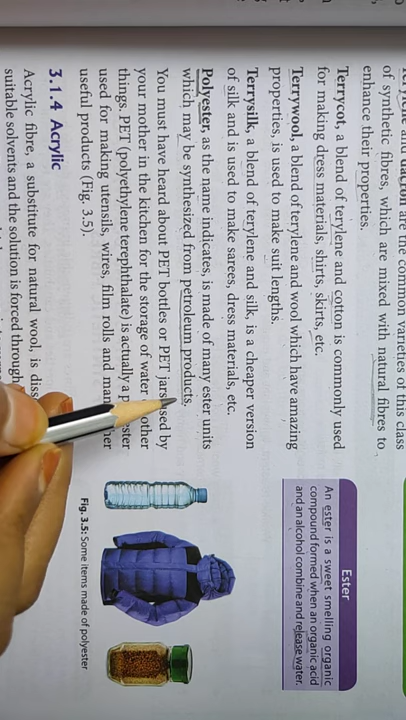 and dacron are the common varieties of this class
of synthetic fibres, which are mixed with natural fibres to
enhance their properties.
Terrycot, a blend of terylene and cotton is commonly used
for making dress materials, shirts, skirts, etc.
Terrywool, a blend of terylene and wool which have amazing
properties, is used to make suit lengths.
Terrysilk, a blend of terylene and silk, is a cheaper version
of silk and is used to make sarees, dress materials, etc.
Polyester, as the name indicates, is made of many ester units
which may be synthesized from petroleum products.
You must have heard about PET bottles or PET jars used by
your mother in the kitchen for the storage of water other
things. PET (polyethylene terephthalate) is actually a
used for making utensils, wires, film rolls and
useful products (Fig. 3.5).
3.1.4 Acrylic
Acrylic fibre, a substitute for natural wool, is
suitable solvents and the solution is forced through
Ester
An ester is a sweet smelling organic
compound formed when an organic acid
and an alcohol combine and release water.
Fig. 3.5: Some items made of polyester